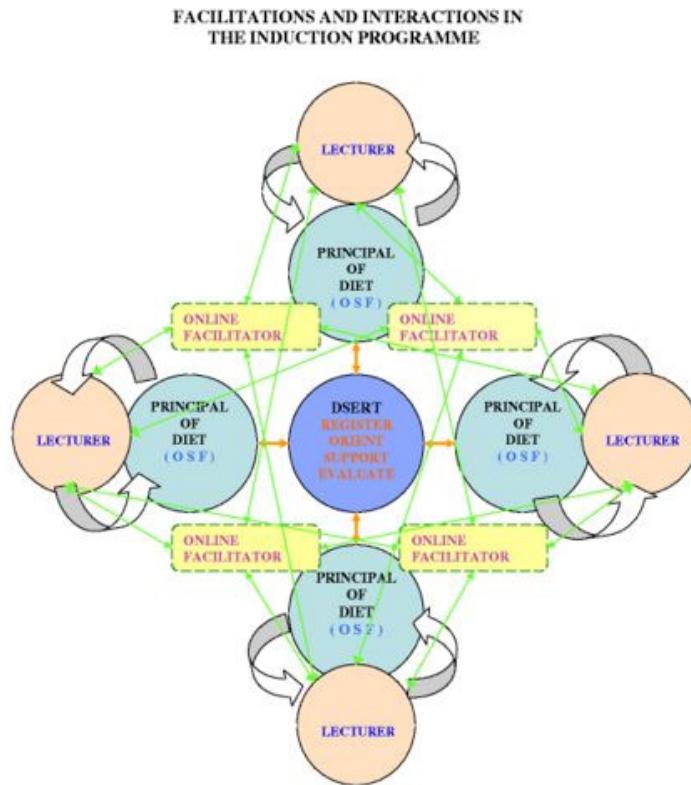 FACILITATIONS AND INTERACTIONS IN
THE INDUCTION PROGRAMME
LECTURER
PRINCIPAL
OF
DIET
(O S F)
ONLINE
FACILITATOR
ONLINE
FACILITATOR
LECTURER
PRINCIPAL
OF
DIET
(O S F)
DSERT
REGISTER
ORIENT
SUPPORT
EVALUATE
PRINCIPAL
OF
DIET
(O S F)
LECTURER
ONLINE
FACILITATOR
ONLINE
FACILITATOR
PRINCIPAL
OF
DIET
(O S F)
LECTURER